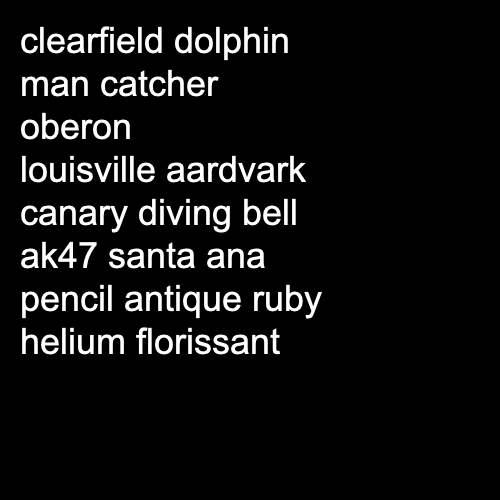 clearfield dolphin
man catcher
oberon
louisville aardvark
canary diving bell
ak47 santa ana
pencil antique ruby
helium florissant